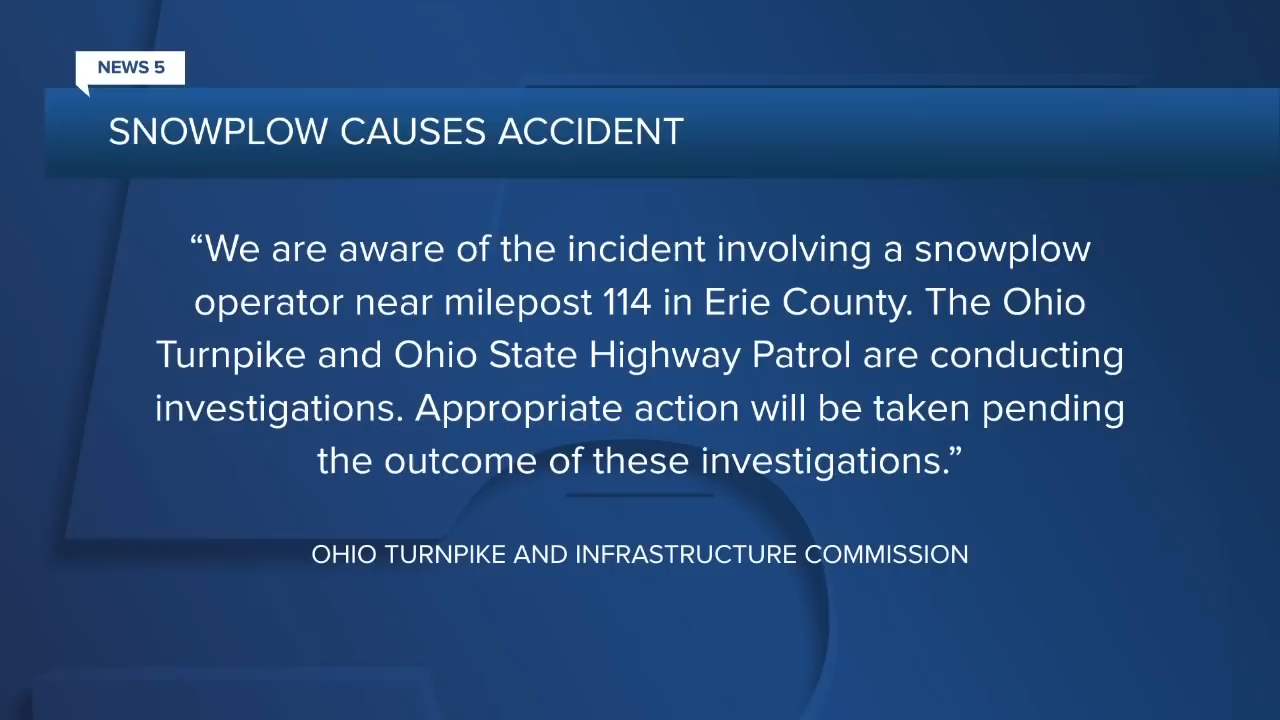 NEWS 5
SNOWPLOW CAUSES ACCIDENT
“We are aware of the incident involving a snowplow
operator near milepost 114 in Erie County. The Ohio
Turnpike and Ohio State Highway Patrol are conducting
investigations. Appropriate action will be taken pending
the outcome of these investigations.”
OHIO TURNPIKE AND INFRASTRUCTURE COMMISSION